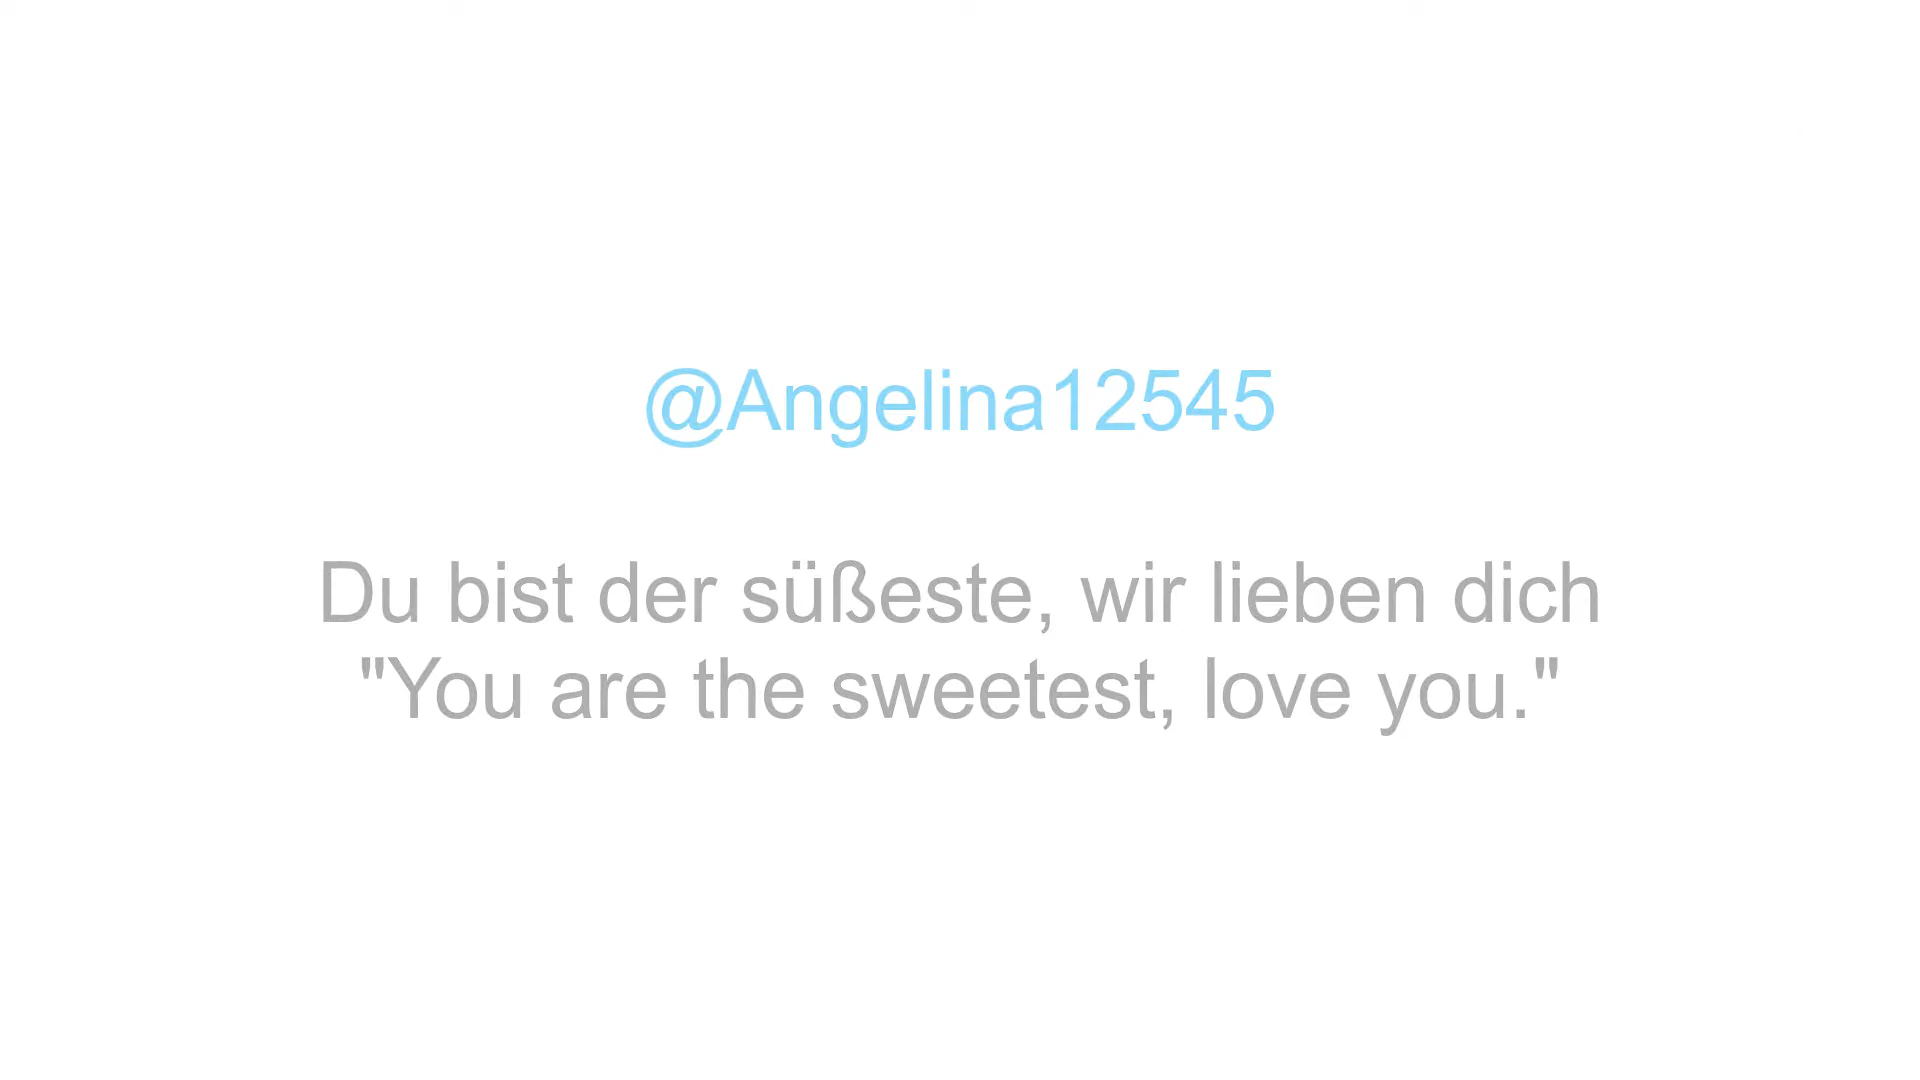 @Angelina12545
Du bist der süßeste, wir lieben dich
"You are the sweetest, love you."